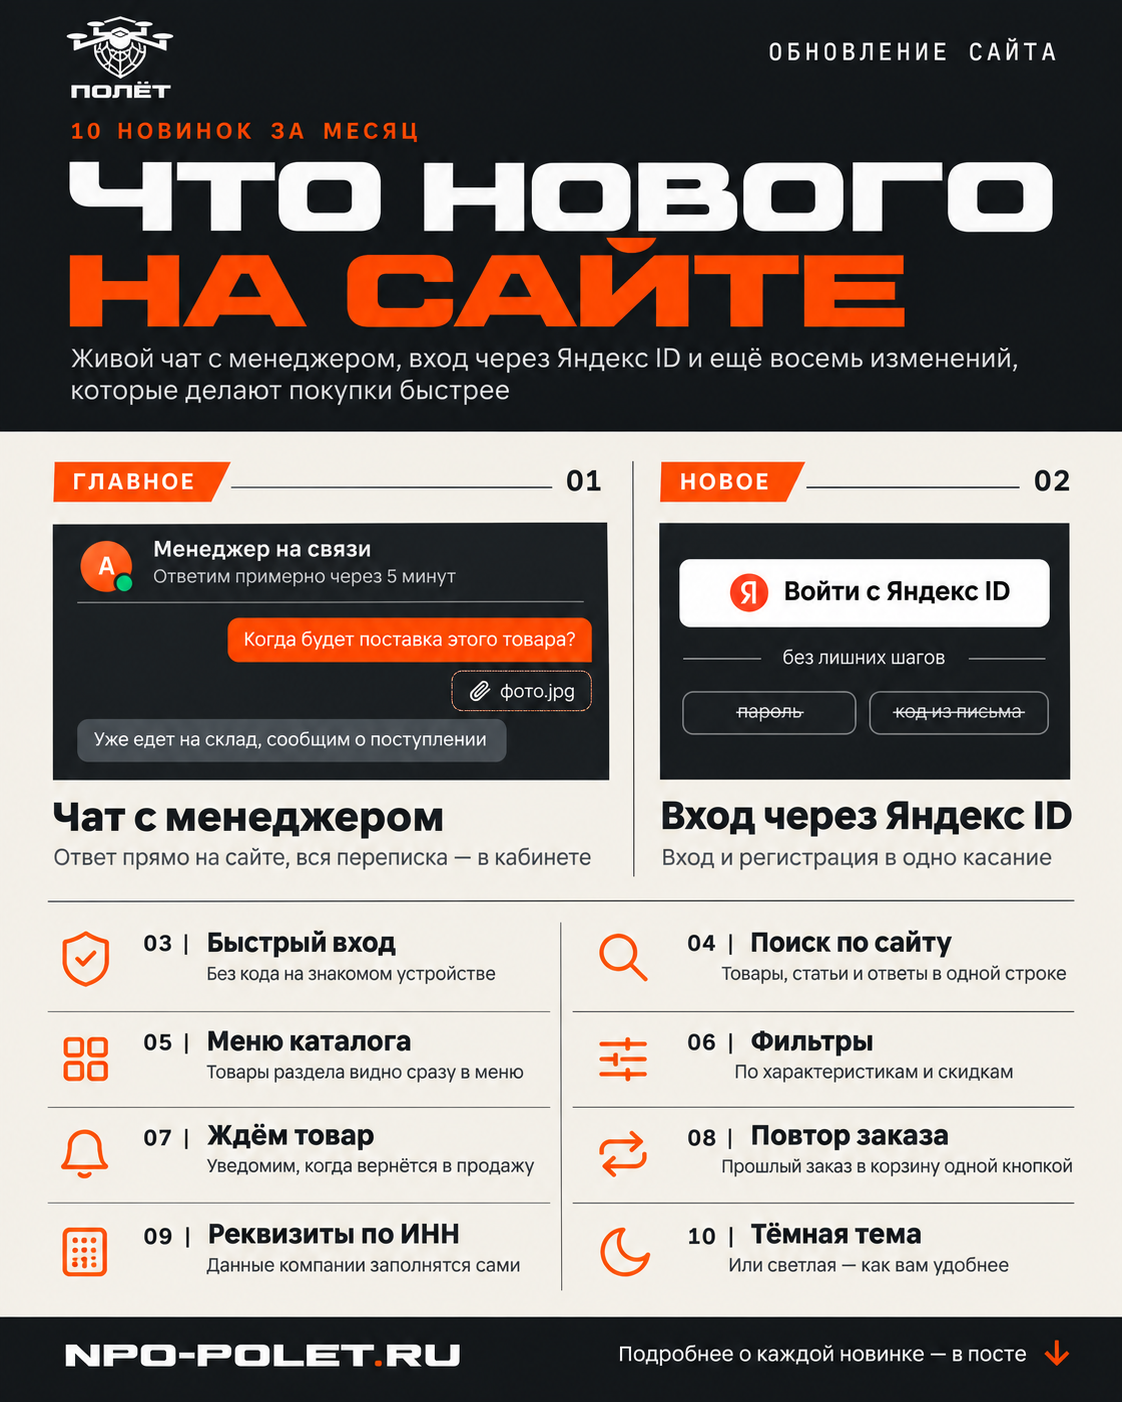 ПОЛЁТ
ОБНОВЛЕНИЕ САЙТА
10 НОВИНОК ЗА МЕСЯЦ
ЧТО НОВОГО
НА САЙТЕ
Живой чат с менеджером, вход через Яндекс ID и ещё восемь изменений,
которые делают покупки быстрее
ГЛАВНОЕ
01
А
Менеджер на связи
Ответим примерно через 5 минут
Когда будет поставка этого товара?
фото.jpg
Уже едет на склад, сообщим о поступлении
Чат с менеджером
Ответ прямо на сайте, вся переписка — в кабинете
НОВОЕ
02
Я Войти с Яндекс ID
без лишних шагов
пароль
код из письма
Вход через Яндекс ID
Вход и регистрация в одно касание
03 | Быстрый вход
Без кода на знакомом устройстве
04 | Поиск по сайту
Товары, статьи и ответы в одной строке
05 | Меню каталога
Товары раздела видно сразу в меню
06 | Фильтры
По характеристикам и скидкам
07 | Ждём товар
Уведомим, когда вернётся в продажу
08 | Повтор заказа
Прошлый заказ в корзину одной кнопкой
09 | Реквизиты по ИНН
Данные компании заполнятся сами
10 | Тёмная тема
Или светлая — как вам удобнее
NPO-POLET.RU
Подробнее о каждой новинке — в посте